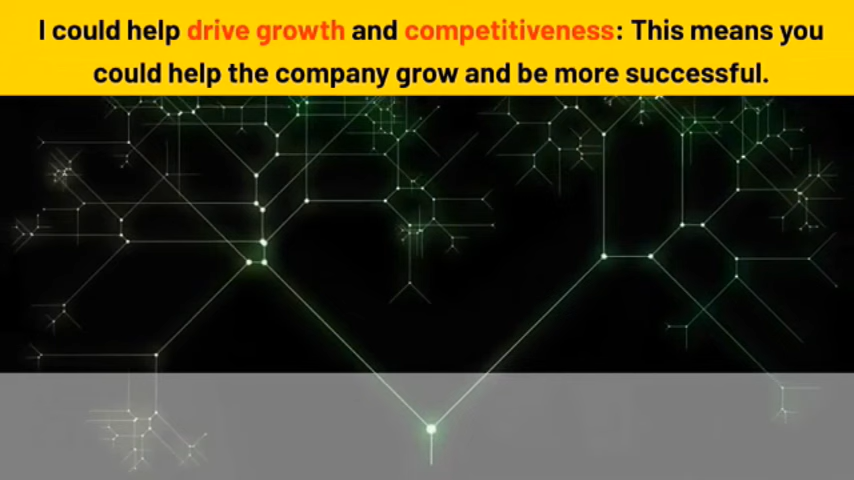 I could help drive growth and competitiveness: This means you
could help the company grow and be more successful.